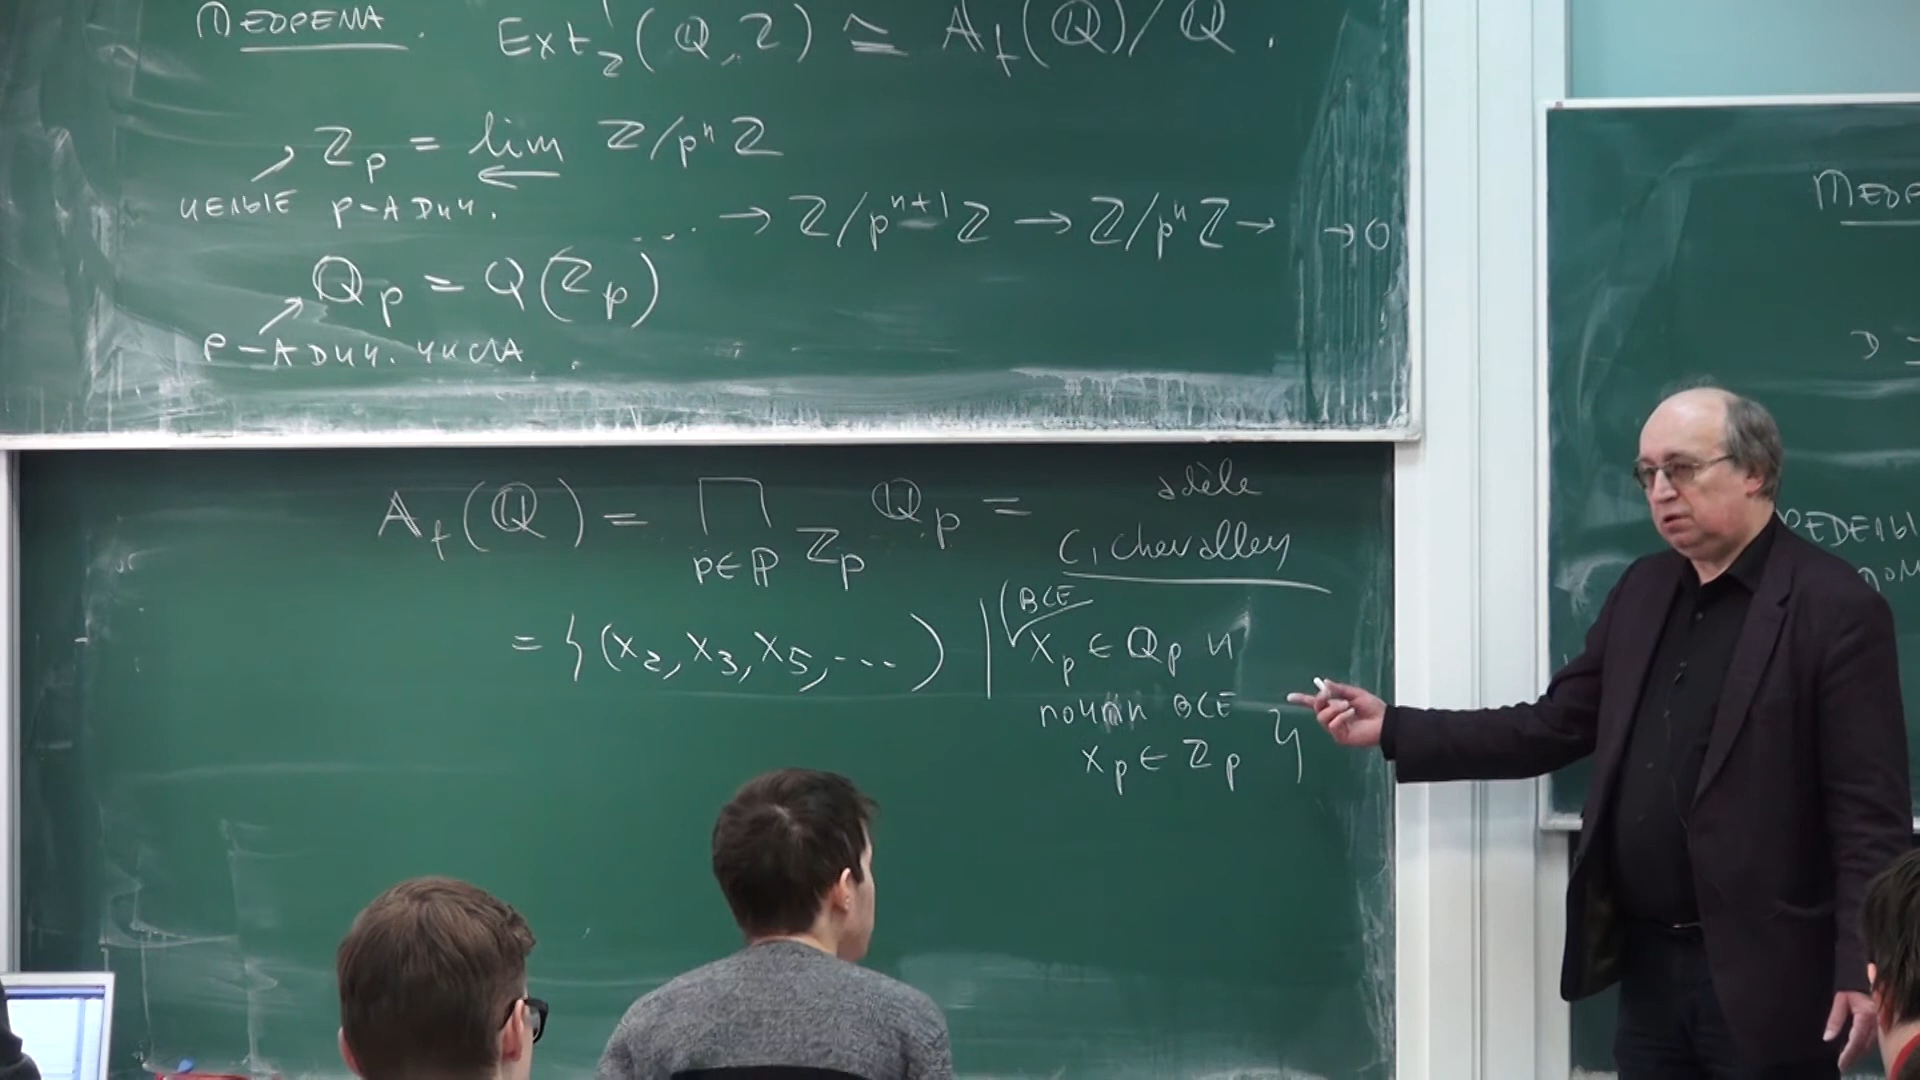 ТЕОРЕМА. Ext¹_ℤ(ℚ, ℤ) ≅ 𝔸_f(ℚ)/ℚ.
ℤ_p = lim ← ℤ/pⁿℤ
ЦЕЛЫЕ p-АДИЧ.
... → ℤ/pⁿ⁺¹ℤ → ℤ/pⁿℤ → → 0
ℚ_p = Q(ℤ_p)
p-АДИЧ. ЧИСЛА.
𝔸_f(ℚ) = ∏_{p∈ℙ} ℤ_p ℚ_p =
adèle
C. Chevalley
= {(x₂, x₃, x₅, ...) | ВСЕ
x_p ∈ ℚ_p и
почти ВСЕ
x_p ∈ ℤ_p }